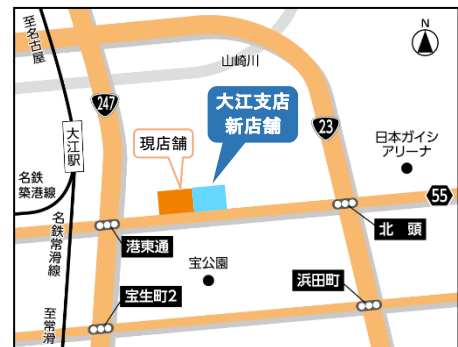 至名古屋
N
山崎川
247
大江支店
新店舗
23
現店舗
大江駅
日本ガイシ
アリーナ
名鉄
築港線
55
北頭
名鉄常滑線
港東通
宝公園
浜田町
宝生町2
至常滑